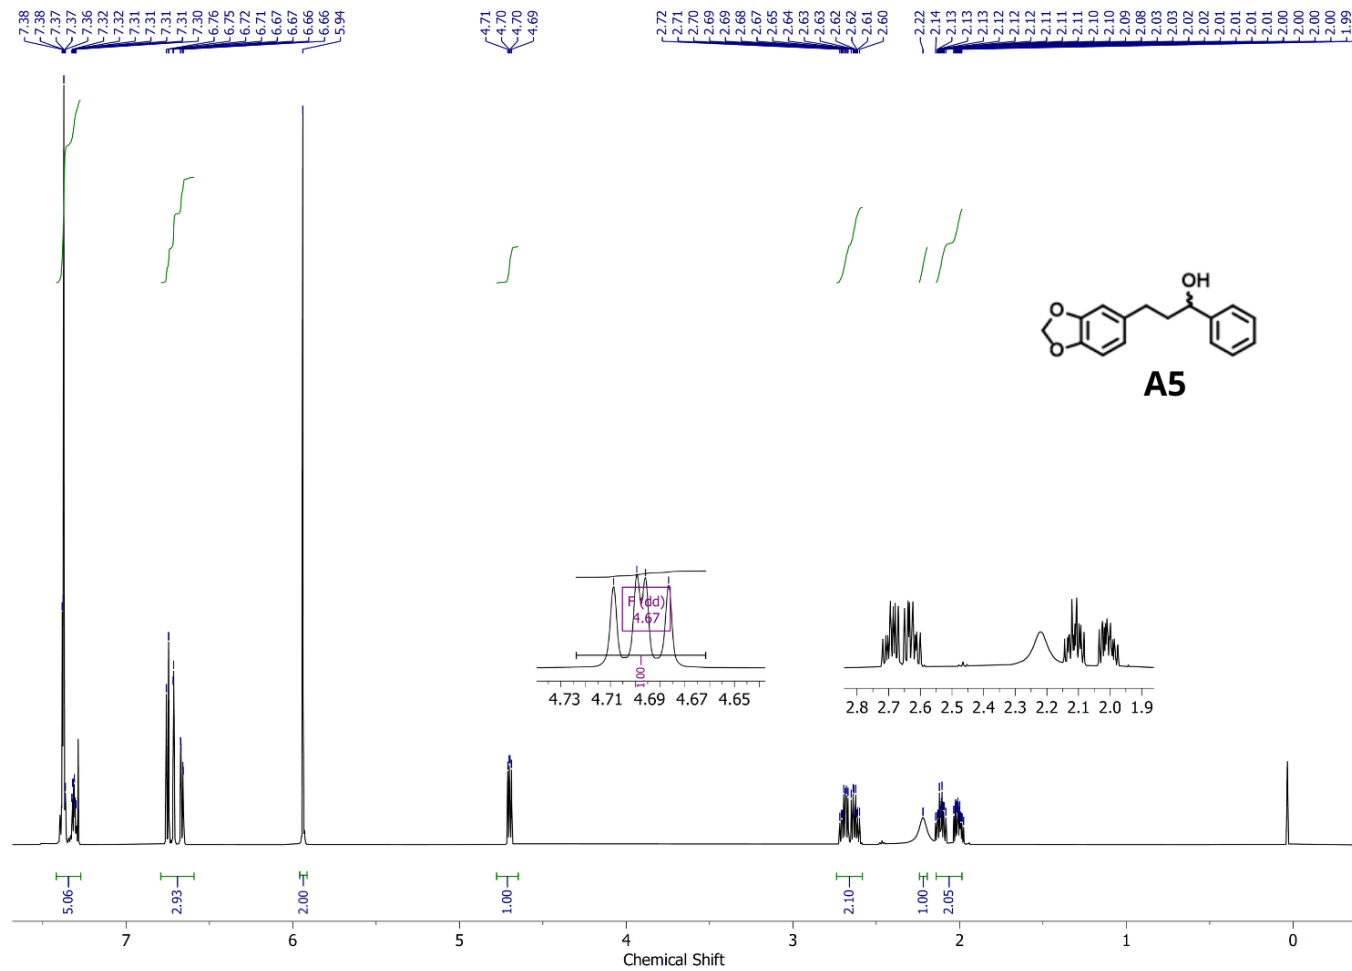 7.38 7.38 7.37 7.37 7.36 7.32 7.32 7.31 7.31 7.31 7.31 7.30 6.76 6.75 6.72 6.71 6.67 6.67 6.66 6.66 5.94 4.71 4.70 4.70 4.69 2.72 2.71 2.70 2.69 2.69 2.68 2.67 2.65 2.64 2.63 2.63 2.62 2.62 2.61 2.60 2.22 2.14 2.13 2.13 2.12 2.12 2.12 2.11 2.11 2.11 2.10 2.10 2.09 2.08 2.03 2.03 2.02 2.02 2.01 2.01 2.01 2.01 2.00 2.00 2.00 1.99
OH
O
O
A5
F (dd)
4.67
1.00
4.73 4.71 4.69 4.67 4.65
2.8 2.7 2.6 2.5 2.4 2.3 2.2 2.1 2.0 1.9
5.06 2.93 2.00 1.00 2.10 1.00 2.05
7 6 5 4 3 2 1 0
Chemical Shift